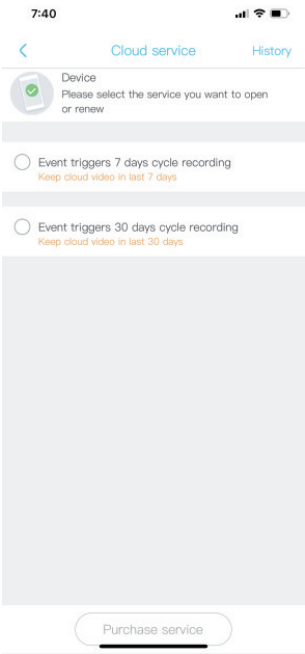 7:40
Cloud service
History
Device
Please select the service you want to open
or renew
Event triggers 7 days cycle recording
Keep cloud video in last 7 days
Event triggers 30 days cycle recording
Keep cloud video in last 30 days
Purchase service